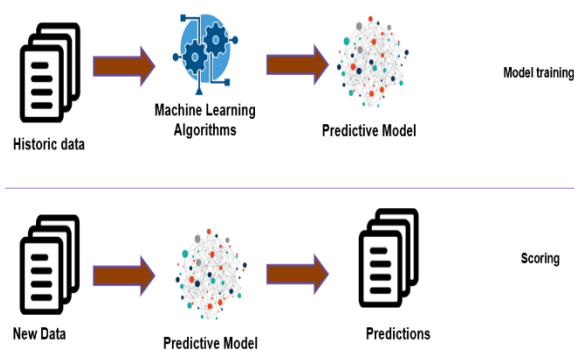 Historic data
Machine Learning
Algorithms
Predictive Model
Model training
New Data
Predictive Model
Predictions
Scoring